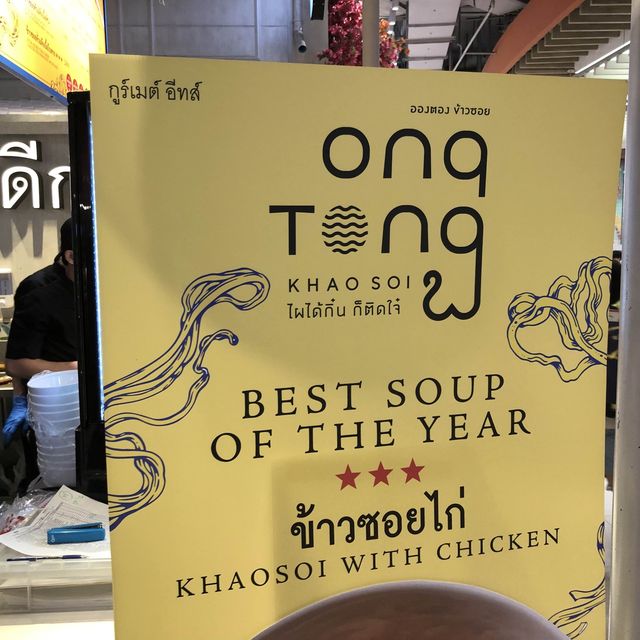 กูร์เมต์ อีทส์
อองตอง ข้าวซอย
ong
Tong
KHAO SOI
ไผได้กิ๋น ก็ติดใจ๋
BEST SOUP
OF THE YEAR
ข้าวซอยไก่
KHAOSOI WITH CHICKEN